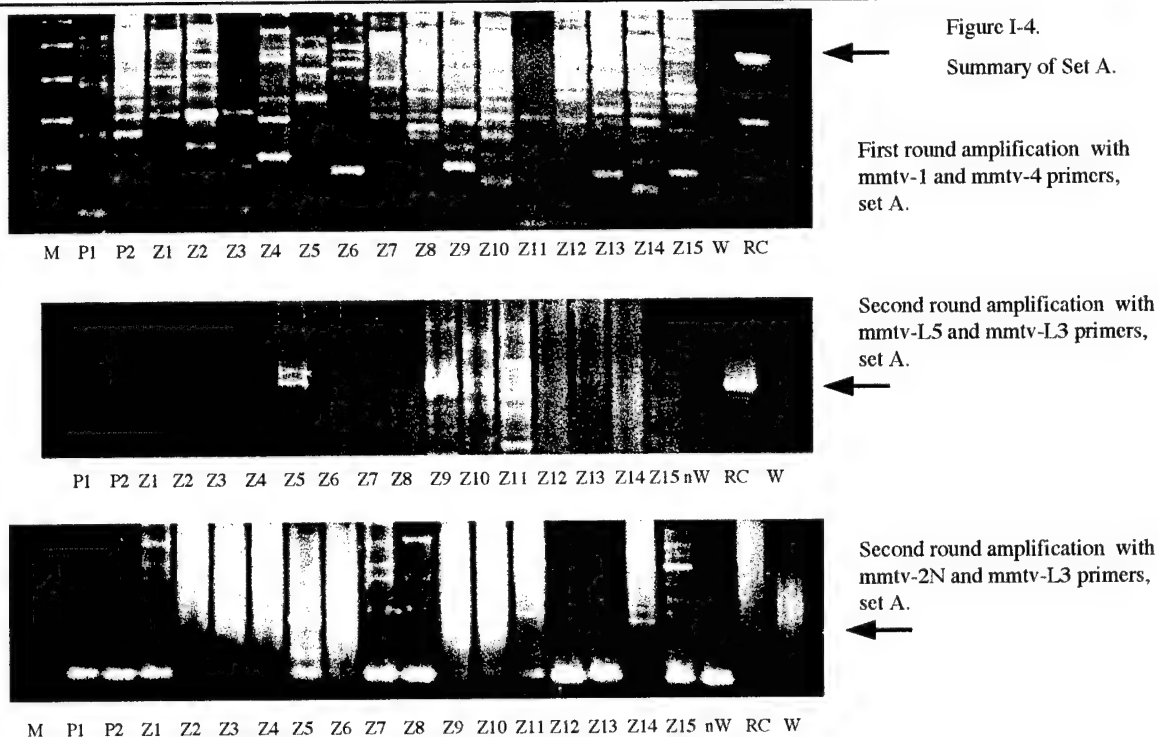 Figure I-4.
Summary of Set A.
First round amplification with
mmtv-1 and mmtv-4 primers,
set A.
M P1 P2 Z1 Z2 Z3 Z4 Z5 Z6 Z7 Z8 Z9 Z10 Z11 Z12 Z13 Z14 Z15 W RC
Second round amplification with
mmtv-L5 and mmtv-L3 primers,
set A.
P1 P2 Z1 Z2 Z3 Z4 Z5 Z6 Z7 Z8 Z9 Z10 Z11 Z12 Z13 Z14 Z15 nW RC W
Second round amplification with
mmtv-2N and mmtv-L3 primers,
set A.
M P1 P2 Z1 Z2 Z3 Z4 Z5 Z6 Z7 Z8 Z9 Z10 Z11 Z12 Z13 Z14 Z15 nW RC W